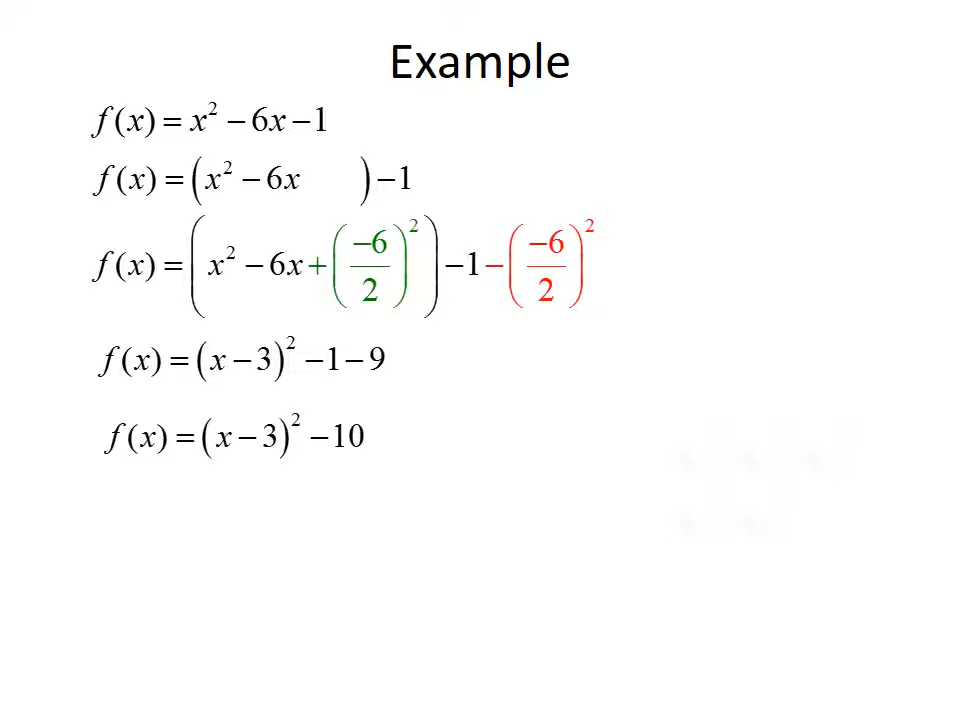 Example
f(x) = x² − 6x − 1
f(x) = (x² − 6x    ) − 1
f(x) = (x² − 6x + (−6/2)²) − 1 − (−6/2)²
f(x) = (x − 3)² − 1 − 9
f(x) = (x − 3)² − 10